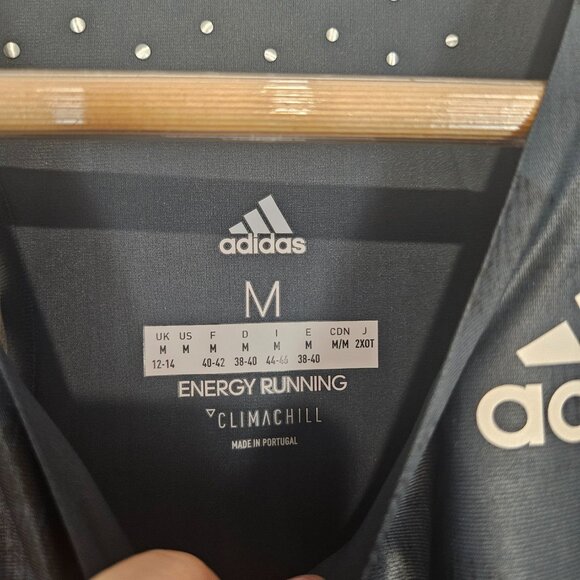 adidas
M
UK US F D I E CDN J
M M M M M M M/M 2XOT
12-14 40-42 38-40 44-46 38-40
ENERGY RUNNING
CLIMACHILL
MADE IN PORTUGAL
ad